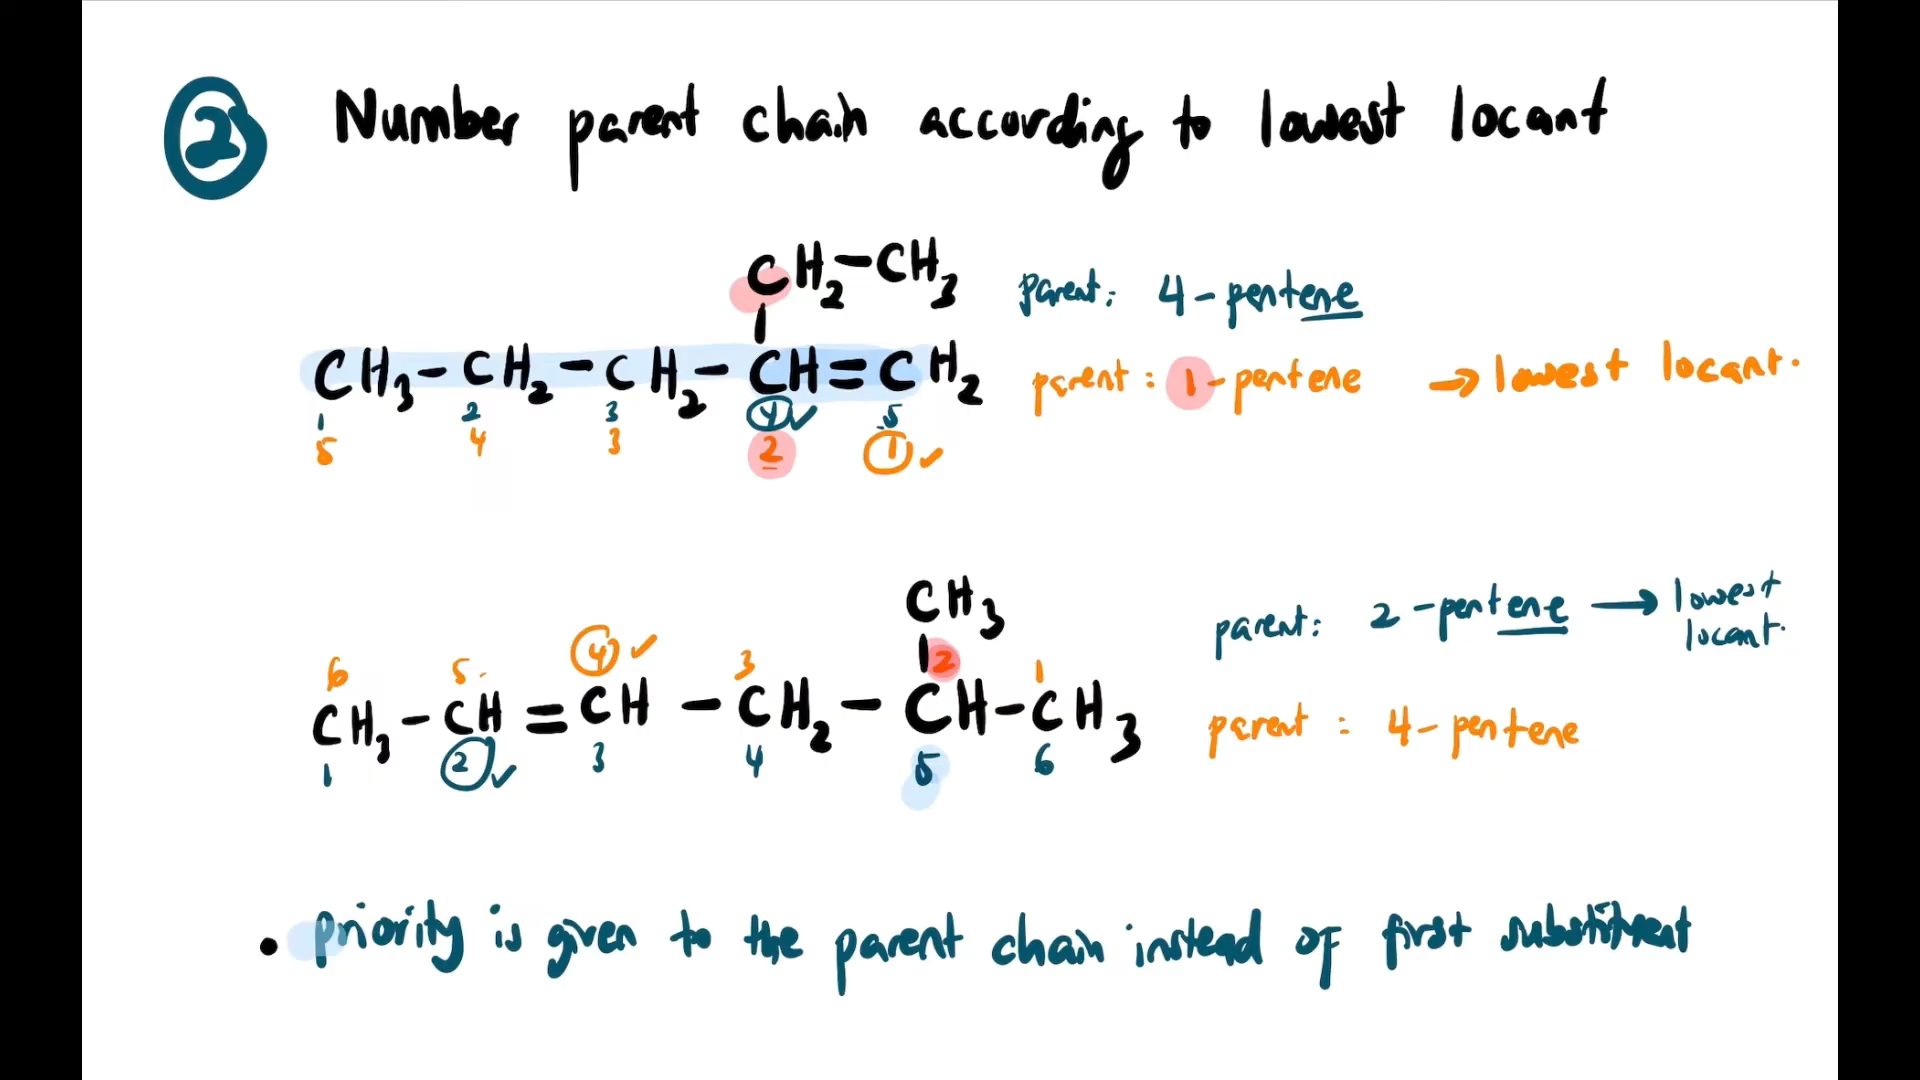 2 Number parent chain according to lowest locant
CH2-CH3
parent: 4-pentene
CH3-CH2-CH2-CH=CH2
parent: 1-pentene → lowest locant.
1 2 3 4✓ 5
5 4 3 2 1✓
CH3
parent: 2-pentene → lowest locant.
6 5 4✓ 3 2 1
CH3-CH=CH-CH2-CH-CH3
parent: 4-pentene
1 2✓ 3 4 5 6
• priority is given to the parent chain instead of first substituent